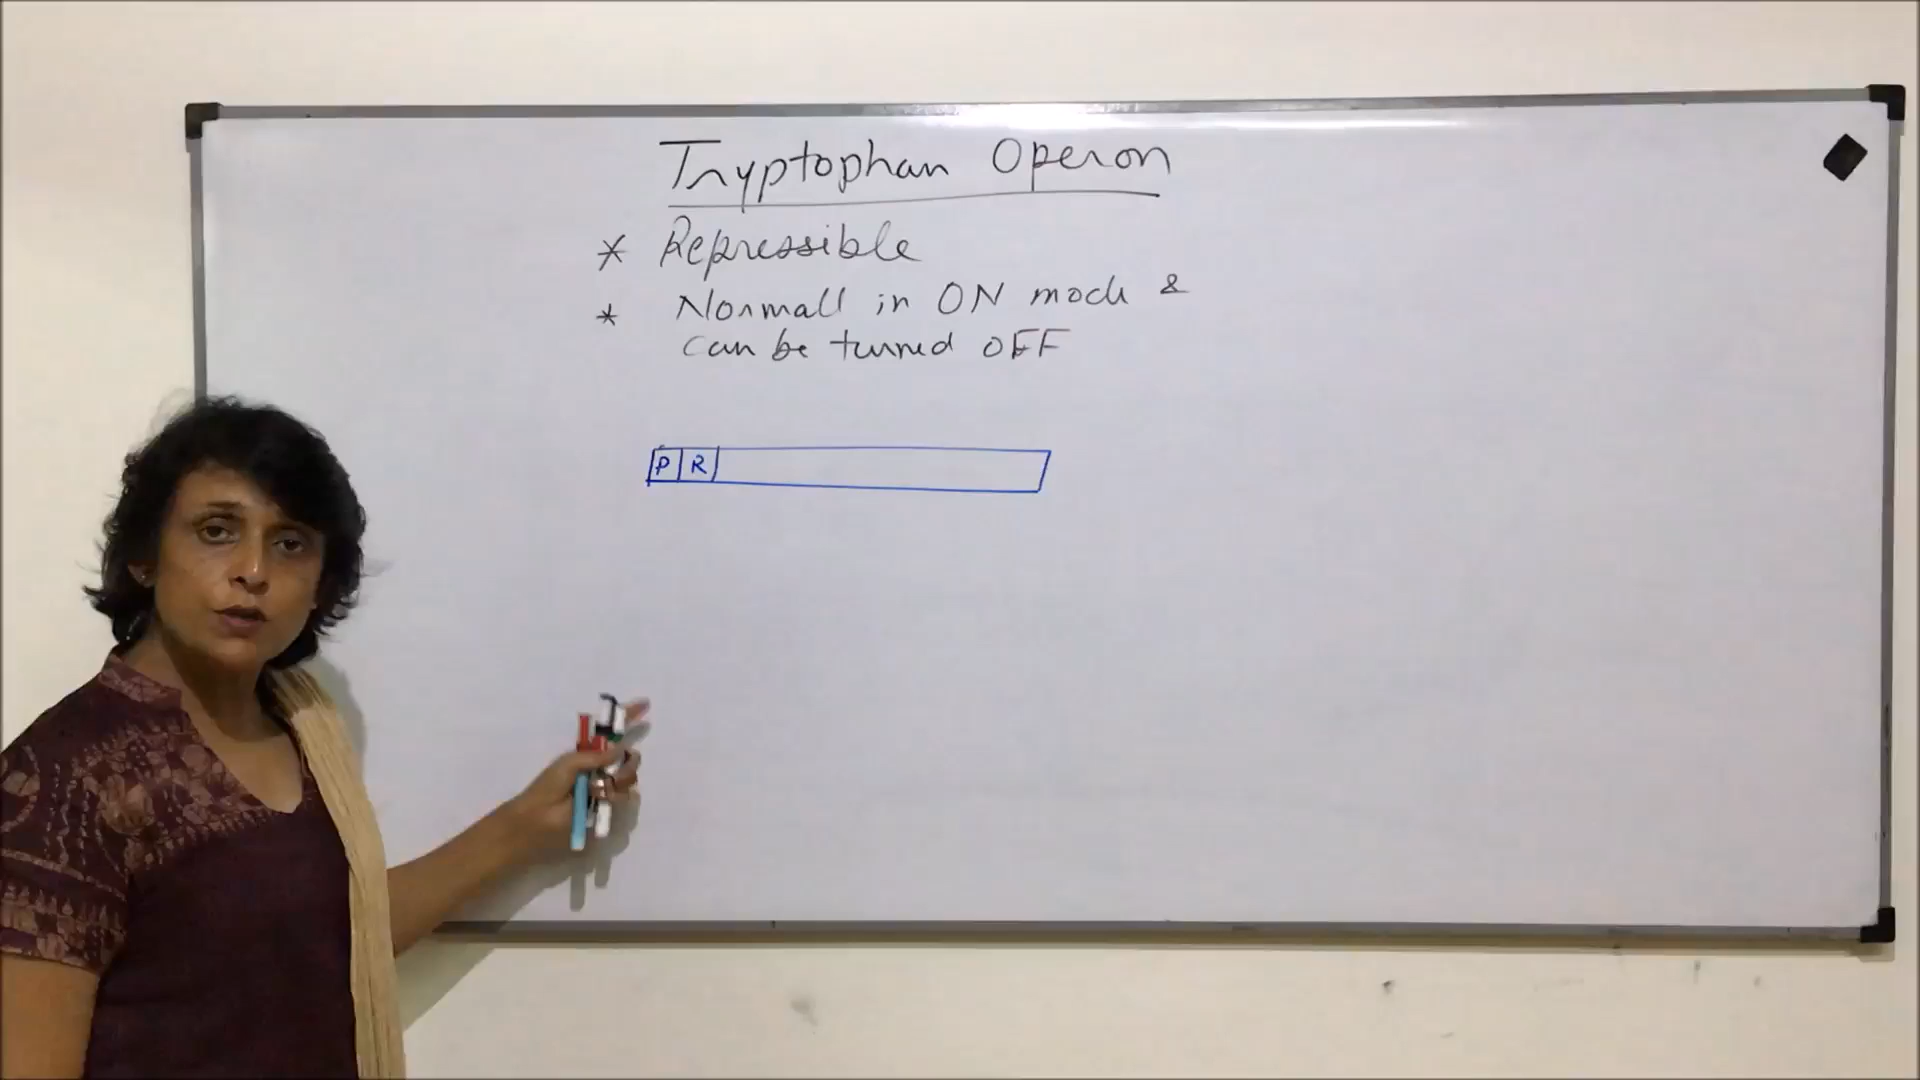 Tryptophan Operon
* Repressible
* Normall in ON mode &
can be turned OFF
P R